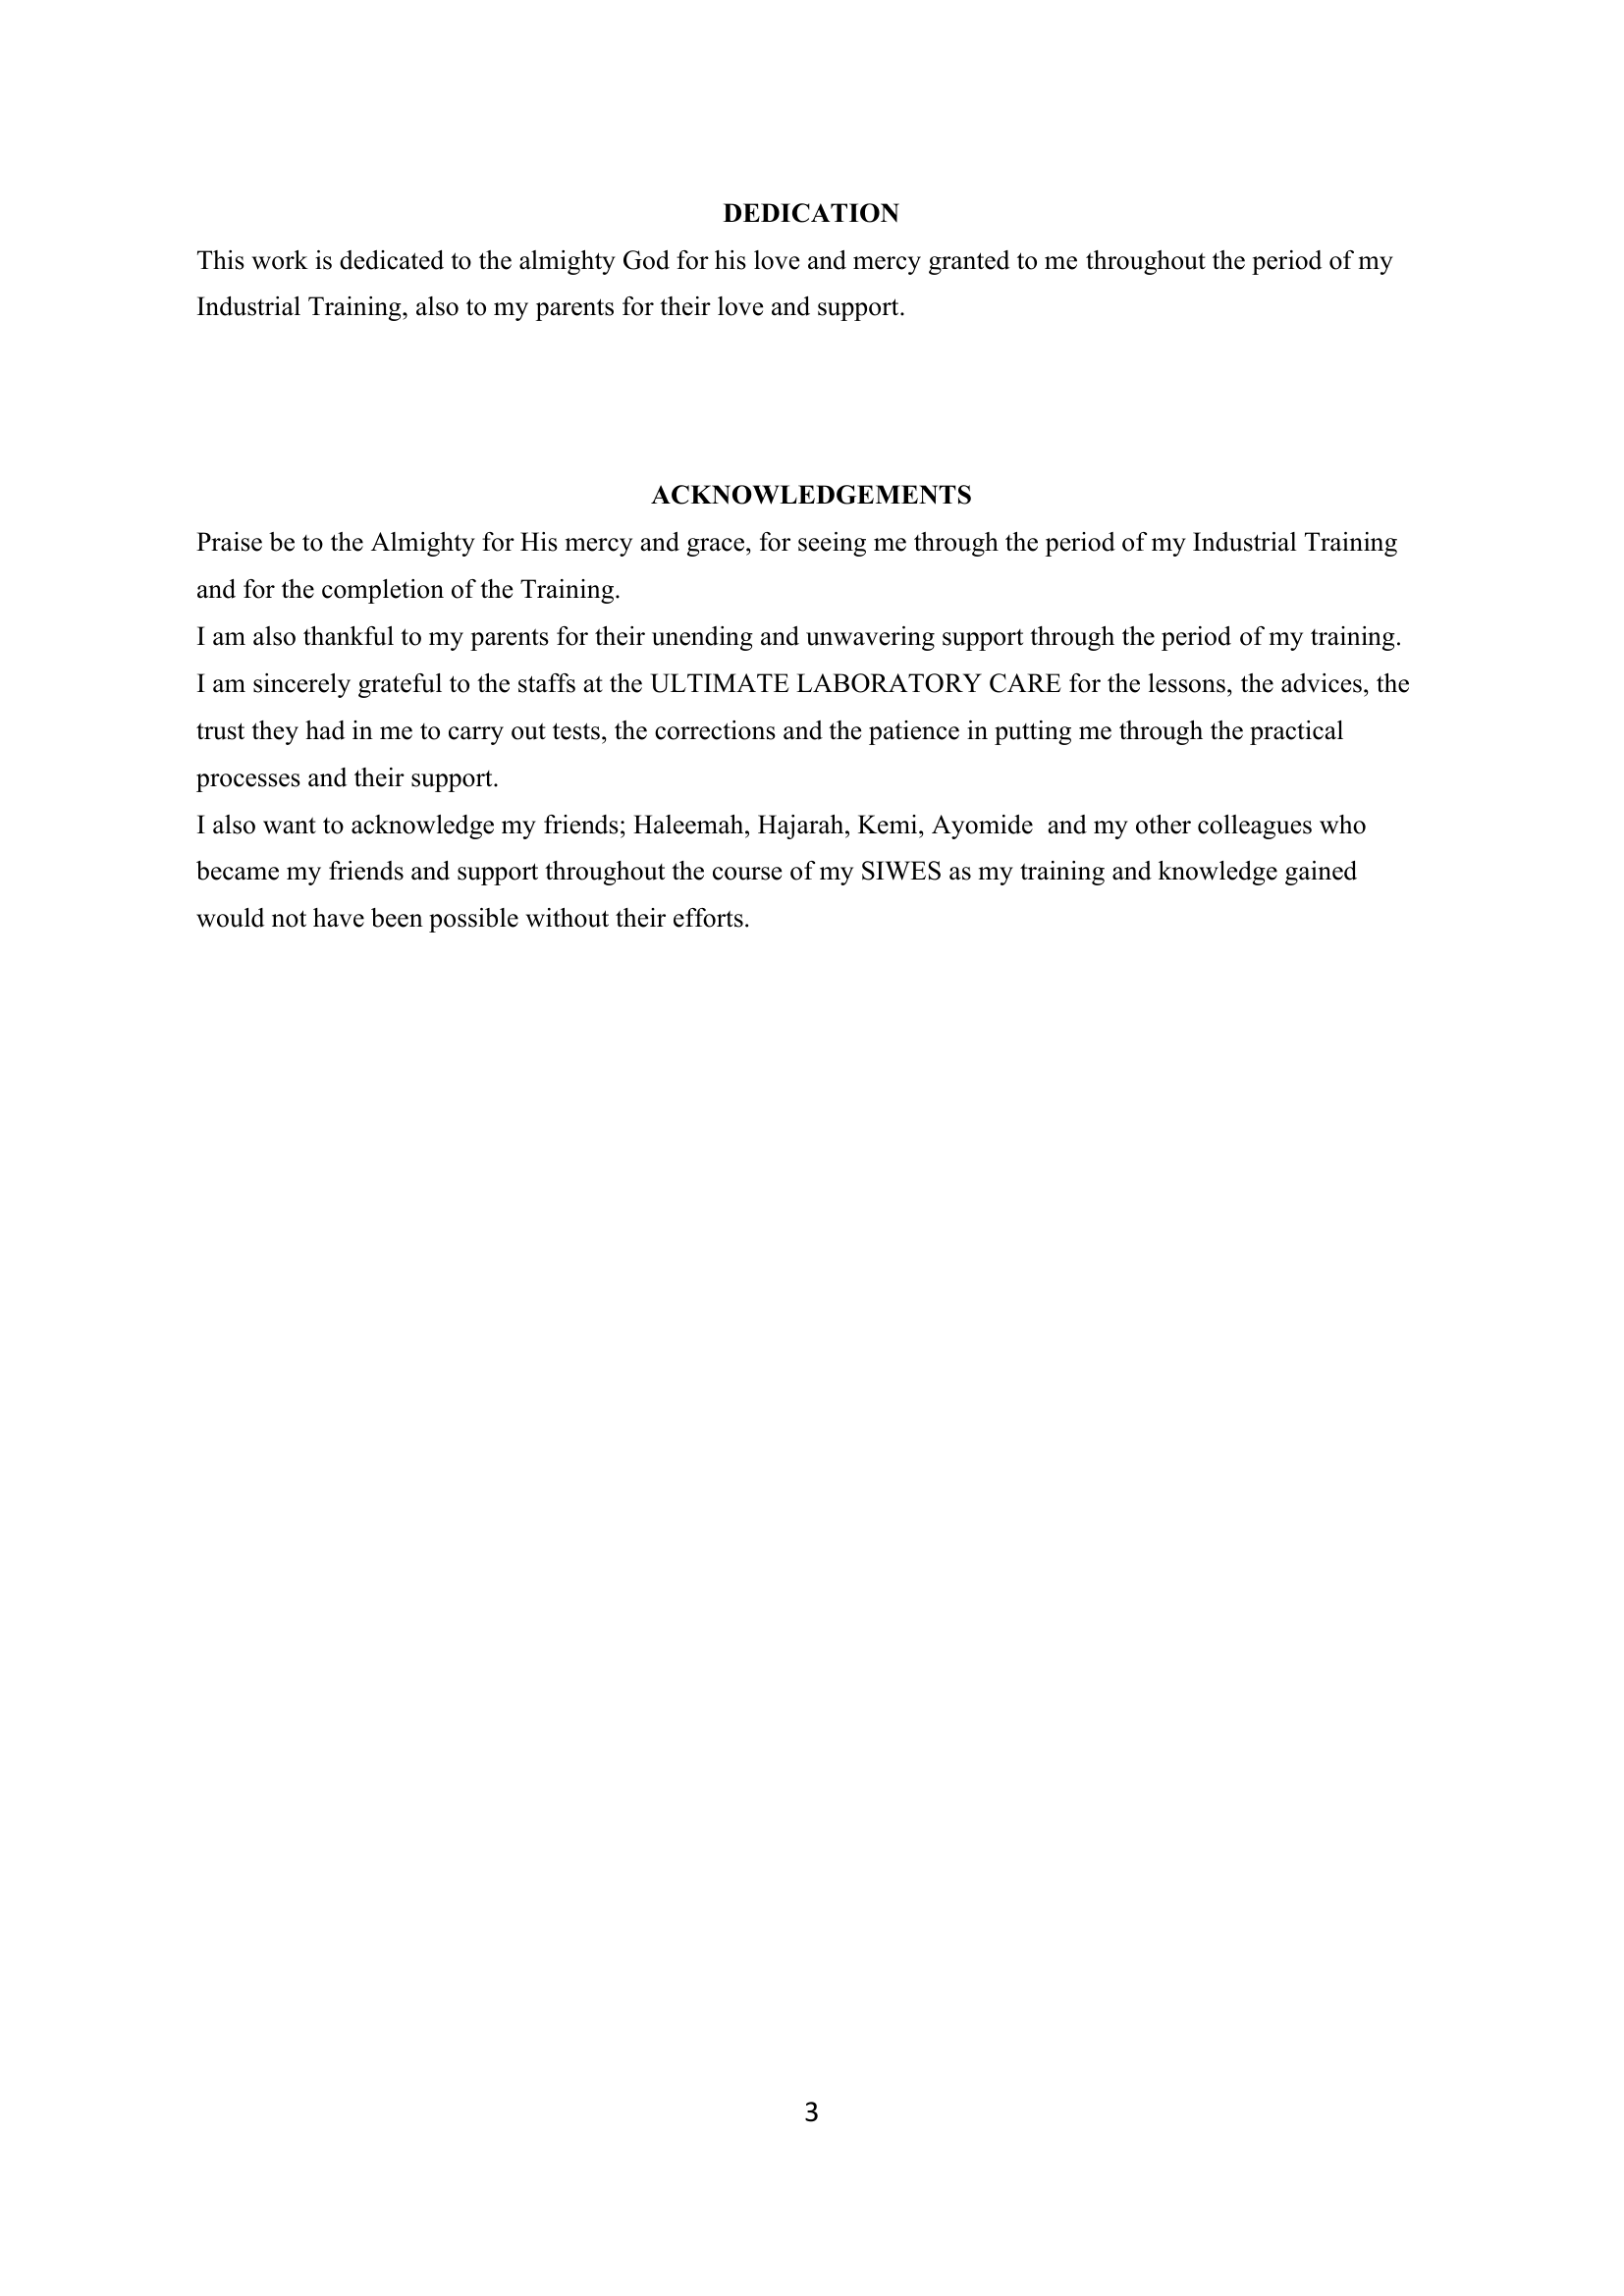 DEDICATION
This work is dedicated to the almighty God for his love and mercy granted to me throughout the period of my
Industrial Training, also to my parents for their love and support.
ACKNOWLEDGEMENTS
Praise be to the Almighty for His mercy and grace, for seeing me through the period of my Industrial Training
and for the completion of the Training.
I am also thankful to my parents for their unending and unwavering support through the period of my training.
I am sincerely grateful to the staffs at the ULTIMATE LABORATORY CARE for the lessons, the advices, the
trust they had in me to carry out tests, the corrections and the patience in putting me through the practical
processes and their support.
I also want to acknowledge my friends; Haleemah, Hajarah, Kemi, Ayomide  and my other colleagues who
became my friends and support throughout the course of my SIWES as my training and knowledge gained
would not have been possible without their efforts.
3